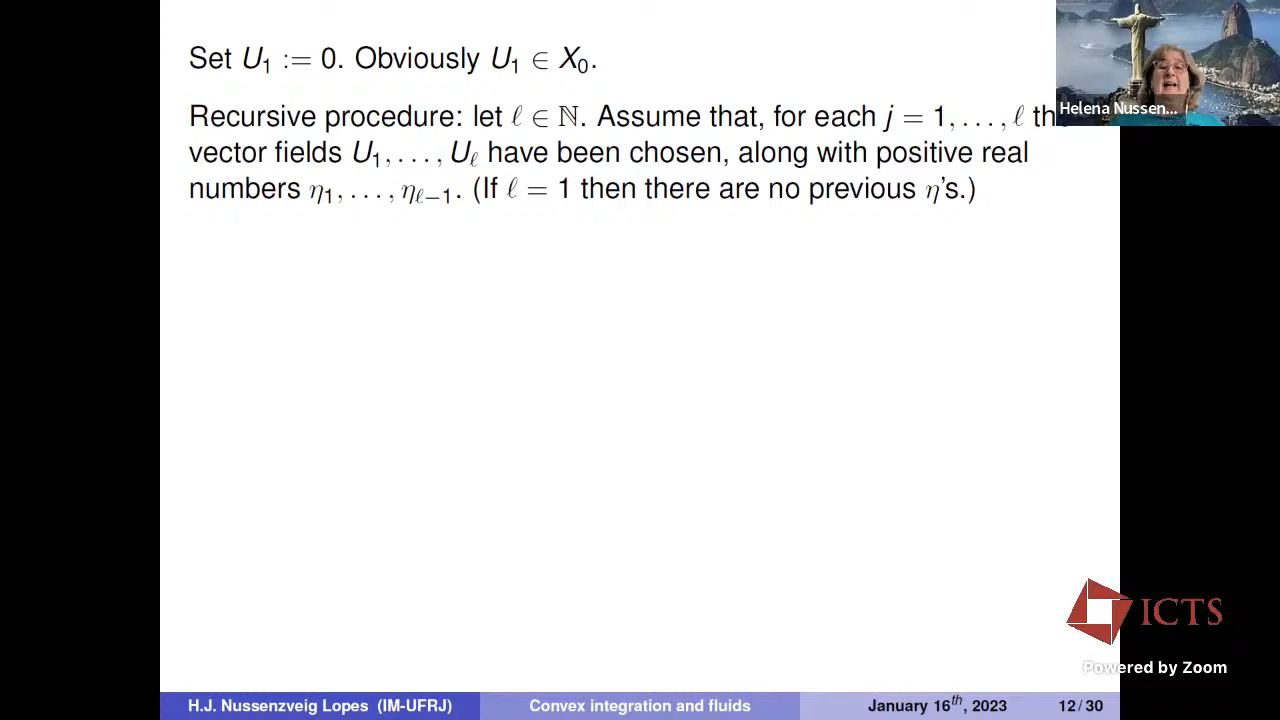 Set U₁ := 0. Obviously U₁ ∈ X₀.
Helena Nussen...
Recursive procedure: let ℓ ∈ ℕ. Assume that, for each j = 1, . . . , ℓ th
vector fields U₁, . . . , U_ℓ have been chosen, along with positive real
numbers η₁, . . . , η_{ℓ−1}. (If ℓ = 1 then there are no previous η's.)
ICTS
Powered by Zoom
H.J. Nussenzveig Lopes (IM-UFRJ) Convex integration and fluids January 16th, 2023 12 / 30